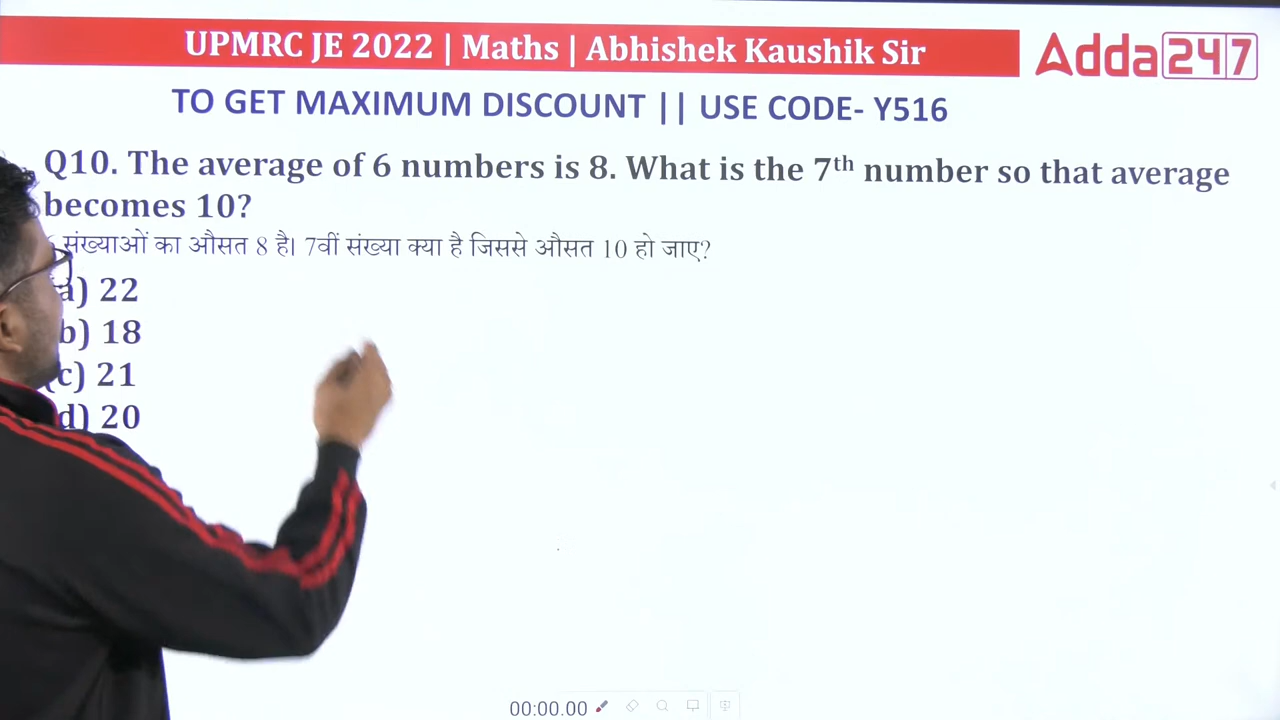 UPMRC JE 2022 | Maths | Abhishek Kaushik Sir
Adda247
TO GET MAXIMUM DISCOUNT || USE CODE- Y516
Q10. The average of 6 numbers is 8. What is the 7th number so that average
becomes 10?
संख्याओं का औसत 8 है। 7वीं संख्या क्या है जिससे औसत 10 हो जाए?
a) 22
b) 18
(c) 21
d) 20
00:00.00